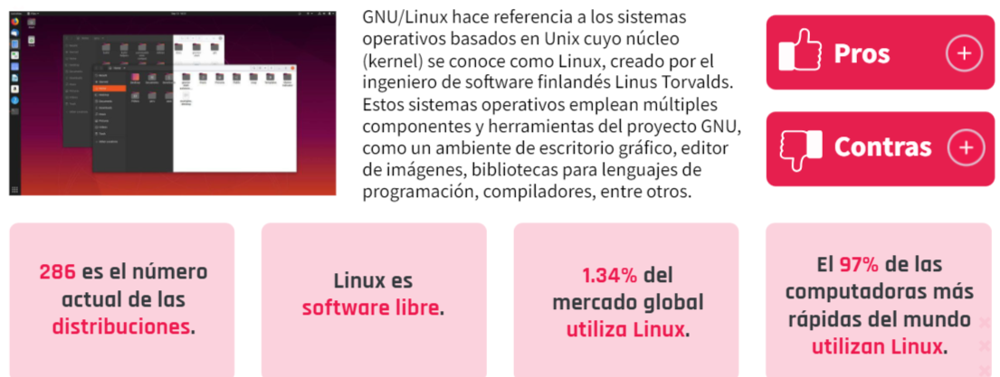 GNU/Linux hace referencia a los sistemas
operativos basados en Unix cuyo núcleo
(kernel) se conoce como Linux, creado por el
ingeniero de software finlandés Linus Torvalds.
Estos sistemas operativos emplean múltiples
componentes y herramientas del proyecto GNU,
como un ambiente de escritorio gráfico, editor
de imágenes, bibliotecas para lenguajes de
programación, compiladores, entre otros.
Pros
Contras
286 es el número
actual de las
distribuciones.
Linux es
software libre.
1.34% del
mercado global
utiliza Linux.
El 97% de las
computadoras más
rápidas del mundo
utilizan Linux.